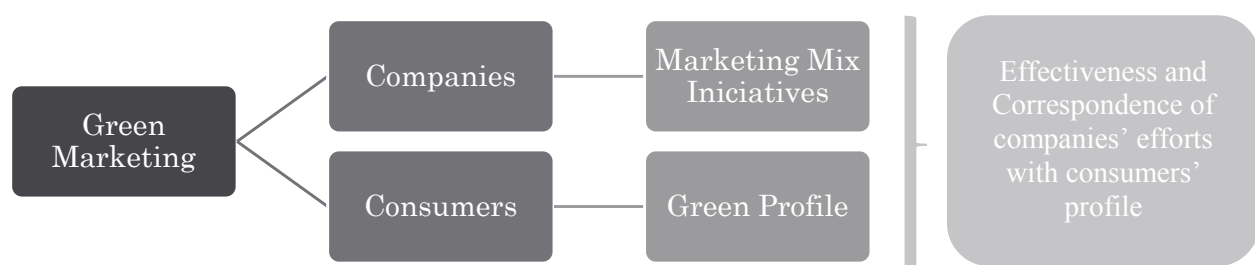 Green
Marketing
Companies
Marketing Mix
Iniciatives
Consumers
Green Profile
Effectiveness and
Correspondence of
companies’ efforts
with consumers’
profile